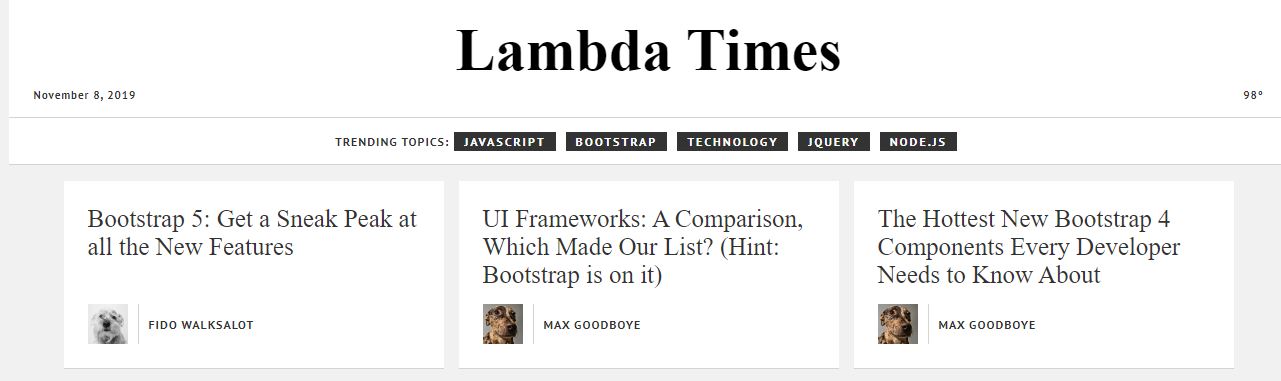 Lambda Times
November 8, 2019
98º
TRENDING TOPICS: JAVASCRIPT BOOTSTRAP TECHNOLOGY JQUERY NODE.JS
Bootstrap 5: Get a Sneak Peak at
all the New Features
FIDO WALKSALOT
UI Frameworks: A Comparison,
Which Made Our List? (Hint:
Bootstrap is on it)
MAX GOODBOYE
The Hottest New Bootstrap 4
Components Every Developer
Needs to Know About
MAX GOODBOYE